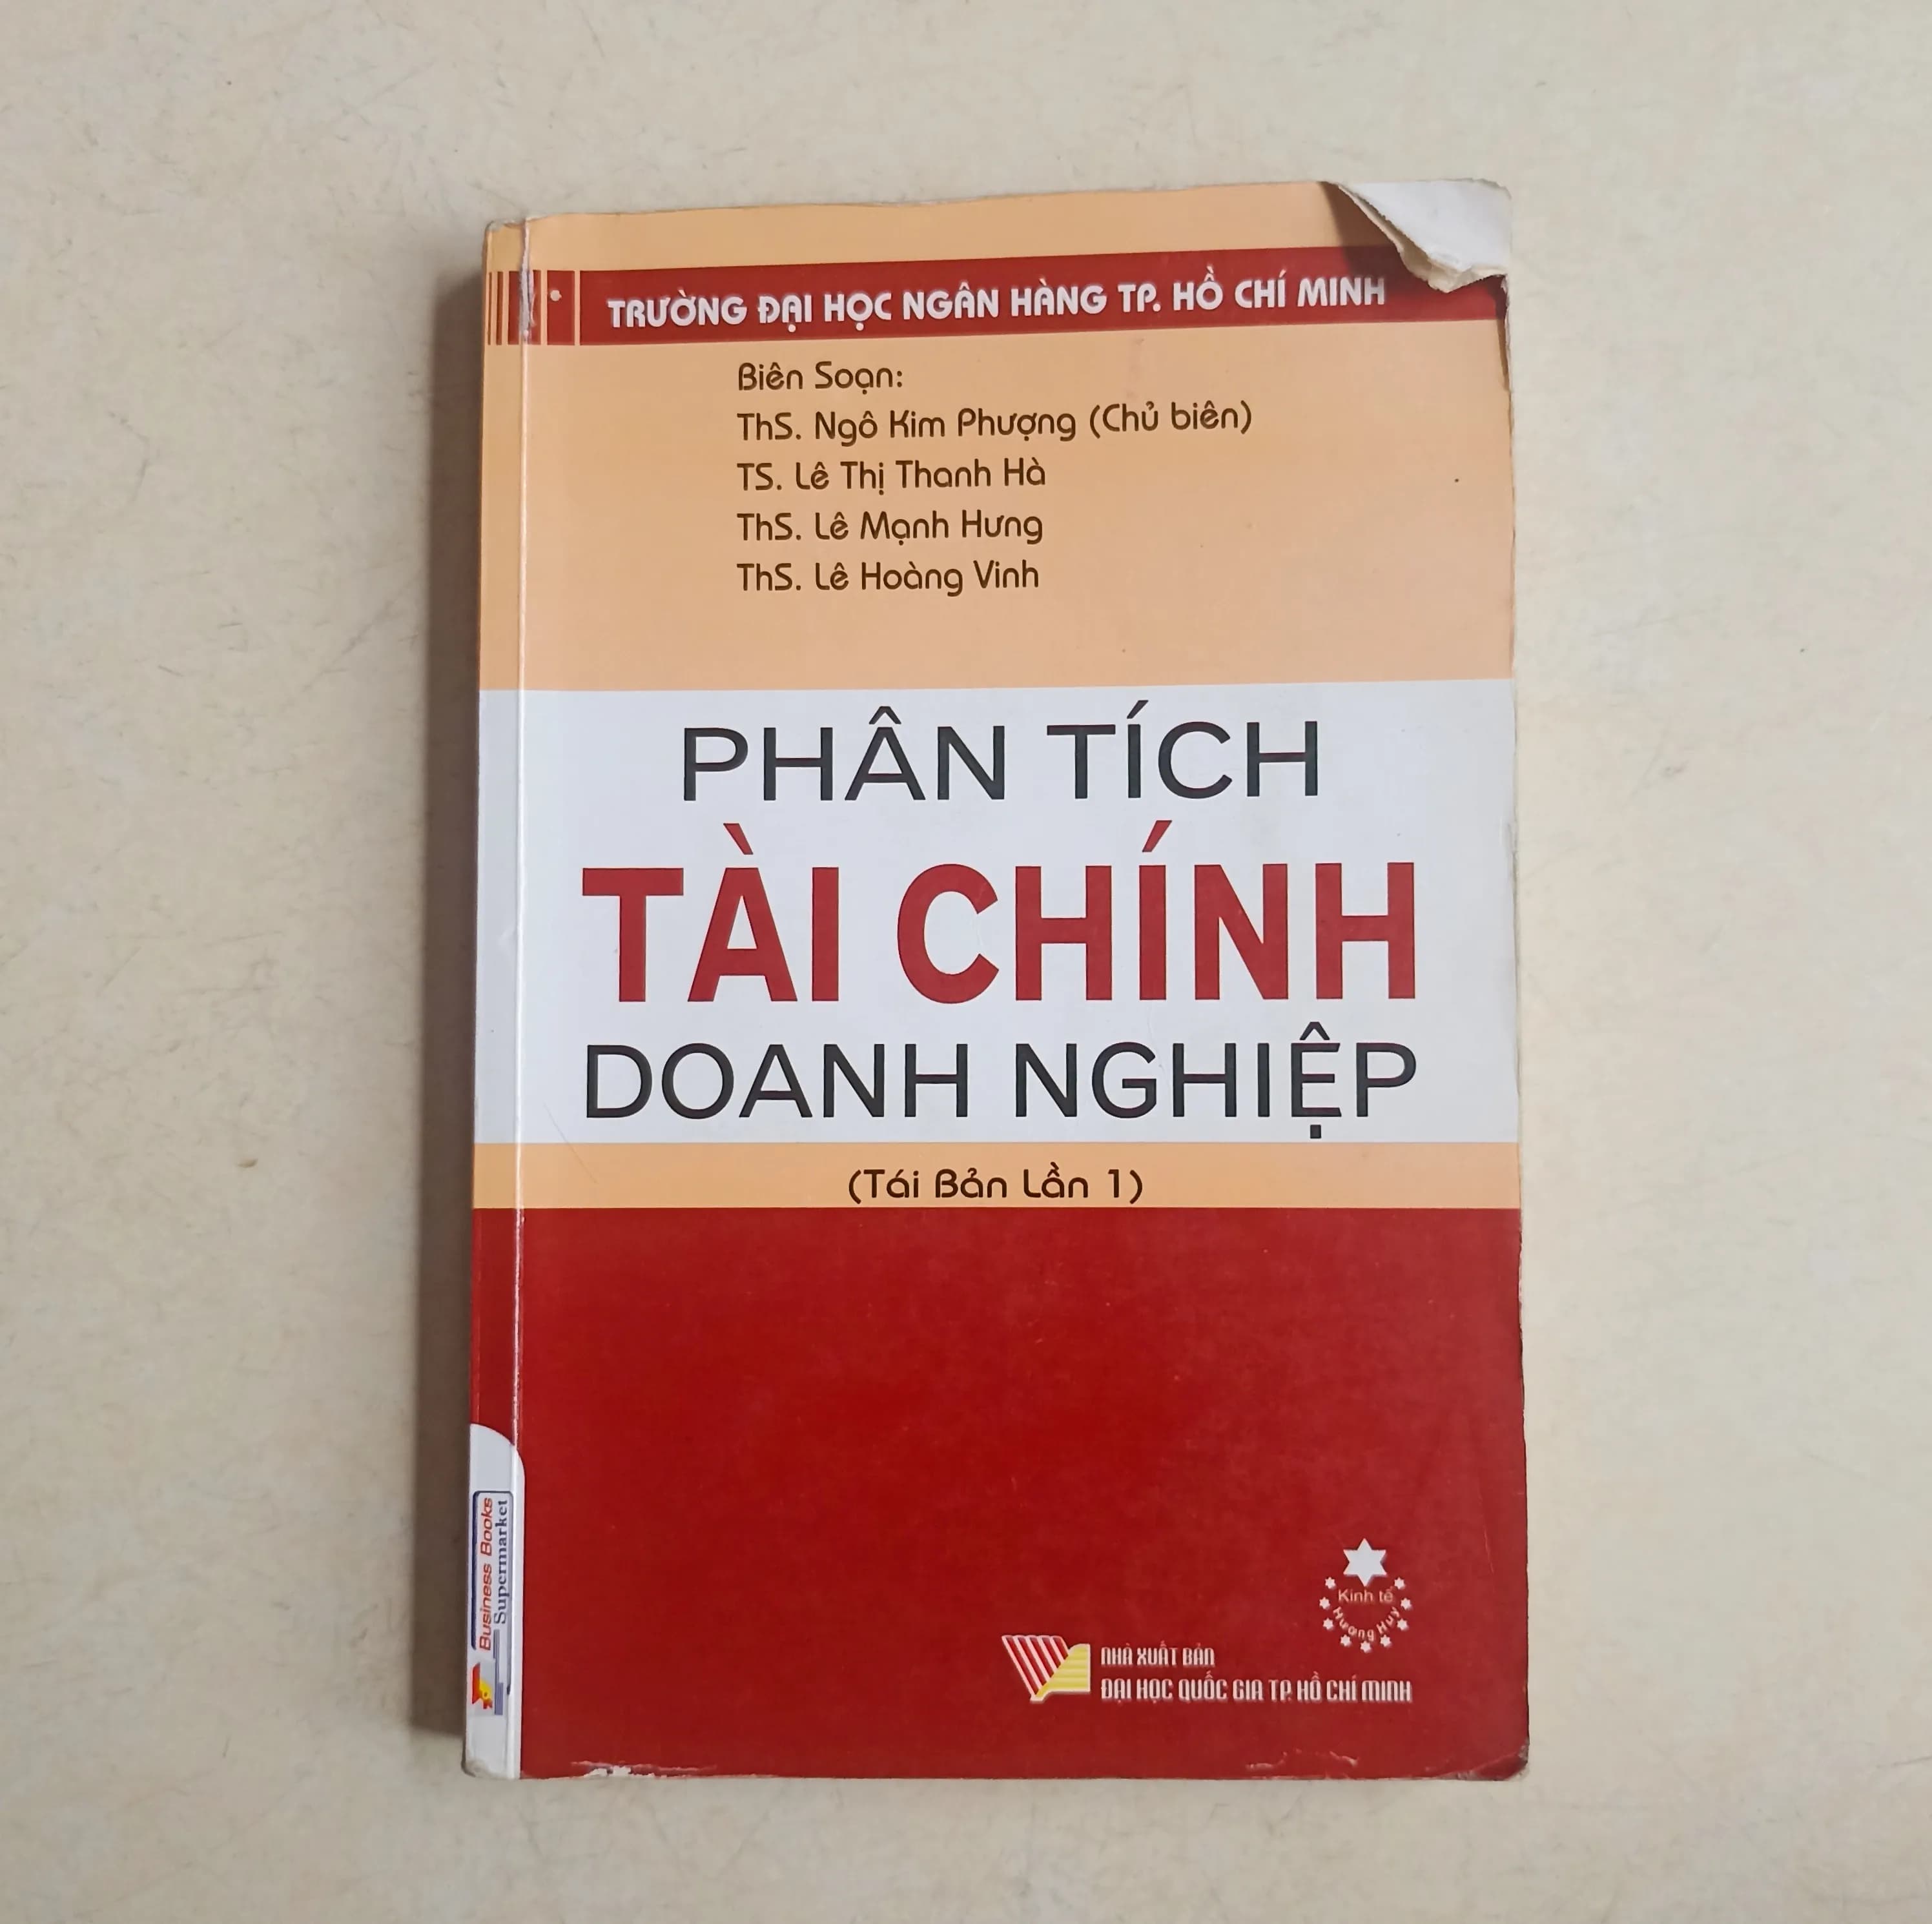 TRƯỜNG ĐẠI HỌC NGÂN HÀNG TP. HỒ CHÍ MINH
Biên Soạn:
ThS. Ngô Kim Phượng (Chủ biên)
TS. Lê Thị Thanh Hà
ThS. Lê Mạnh Hưng
ThS. Lê Hoàng Vinh
PHÂN TÍCH
TÀI CHÍNH
DOANH NGHIỆP
(Tái Bản Lần 1)
Kinh tế
Hương Huy
NHÀ XUẤT BẢN
ĐẠI HỌC QUỐC GIA TP. HỒ CHÍ MINH
Business Books
Supermarket